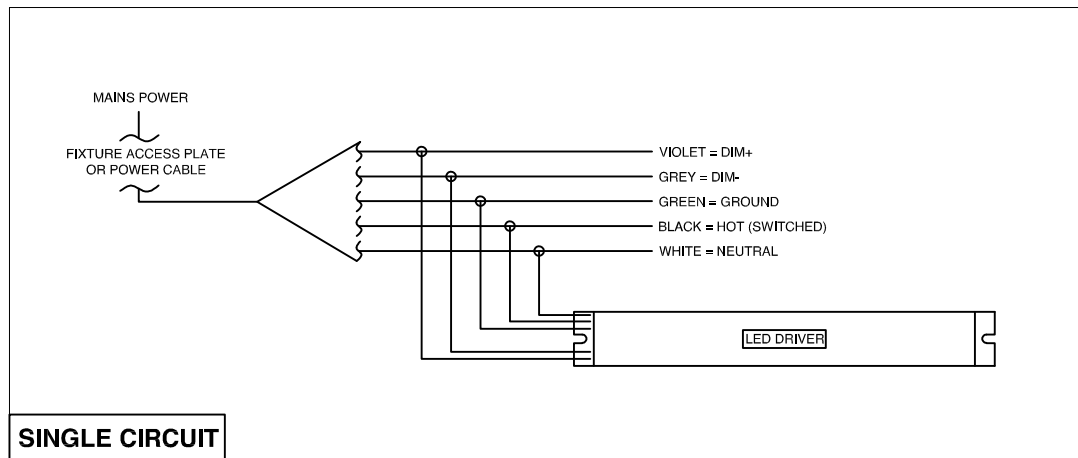 MAINS POWER
FIXTURE ACCESS PLATE
OR POWER CABLE
VIOLET = DIM+
GREY = DIM-
GREEN = GROUND
BLACK = HOT (SWITCHED)
WHITE = NEUTRAL
LED DRIVER
SINGLE CIRCUIT